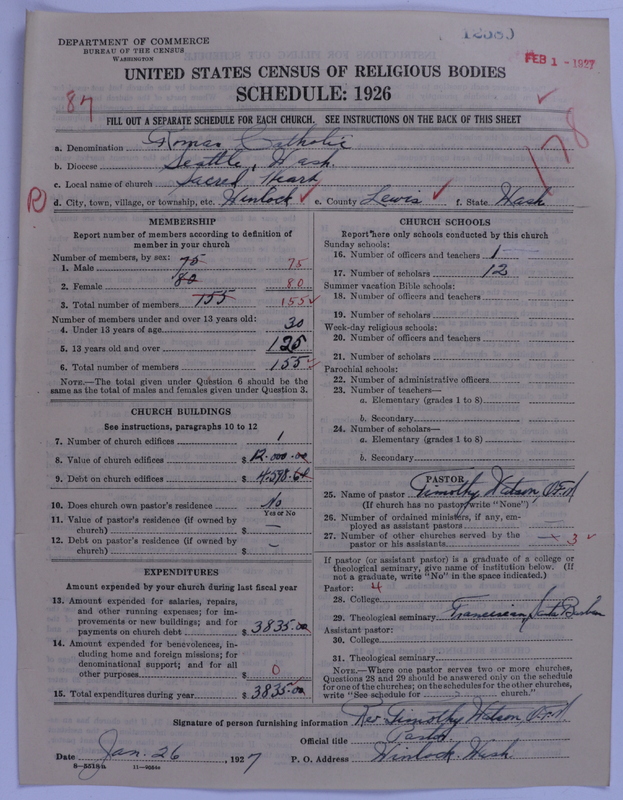 12383
DEPARTMENT OF COMMERCE
BUREAU OF THE CENSUS
WASHINGTON
FEB 1 - 1927
UNITED STATES CENSUS OF RELIGIOUS BODIES
87
SCHEDULE: 1926
FILL OUT A SEPARATE SCHEDULE FOR EACH CHURCH. SEE INSTRUCTIONS ON THE BACK OF THIS SHEET
178
a. Denomination Roman Catholic
b. Diocese Seattle, Wash.
c. Local name of church Sacred Heart
R d. City, town, village, or township, etc. Winlock e. County Lewis f. State Wash
MEMBERSHIP
Report number of members according to definition of
member in your church
Number of members, by sex:
1. Male 75 75
2. Female 80 80
3. Total number of members 155 155
Number of members under and over 13 years old:
4. Under 13 years of age 30
5. 13 years old and over 125
6. Total number of members 155
NOTE.—The total given under Question 6 should be the
same as the total of males and females given under Question 3.
CHURCH BUILDINGS
See instructions, paragraphs 10 to 12
7. Number of church edifices 1
8. Value of church edifices $ 12.000.00
9. Debt on church edifices $ 4.598.64
10. Does church own pastor's residence No
Yes or No
11. Value of pastor's residence (if owned by
church) $ —
12. Debt on pastor's residence (if owned by
church) $ —
EXPENDITURES
Amount expended by your church during last fiscal year
13. Amount expended for salaries, repairs,
and other running expenses; for im-
provements or new buildings; and for
payments on church debt $ 3835.00
14. Amount expended for benevolences, in-
cluding home and foreign missions; for
denominational support; and for all
other purposes $ 0
15. Total expenditures during year $ 3835.00
CHURCH SCHOOLS
Report here only schools conducted by this church
Sunday schools:
16. Number of officers and teachers 1
17. Number of scholars 12
Summer vacation Bible schools:
18. Number of officers and teachers
19. Number of scholars
Week-day religious schools:
20. Number of officers and teachers
21. Number of scholars
Parochial schools:
22. Number of administrative officers
23. Number of teachers—
a. Elementary (grades 1 to 8)
b. Secondary
24. Number of scholars—
a. Elementary (grades 1 to 8)
b. Secondary
PASTOR
25. Name of pastor Timothy Watson O.F.M
(If church has no pastor write "None")
26. Number of ordained ministers, if any, em-
ployed as assistant pastors —
27. Number of other churches served by the
pastor or his assistants 3
If pastor (or assistant pastor) is a graduate of a college or
theological seminary, give name of institution below. (If
not a graduate, write "No" in the space indicated.)
Pastor: 4
28. College
29. Theological seminary Franciscan, Santa Barbara
Assistant pastor:
30. College
31. Theological seminary
NOTE.—Where one pastor serves two or more churches,
Questions 28 and 29 should be answered only on the schedule
for one of the churches; on the schedules for the other churches,
write "See schedule for church."
Signature of person furnishing information Rev. Timothy Watson O.F.M
Official title Pastor
Date Jan. 26, 1927 P. O. Address Winlock. Wash
8-5518a 11-9051